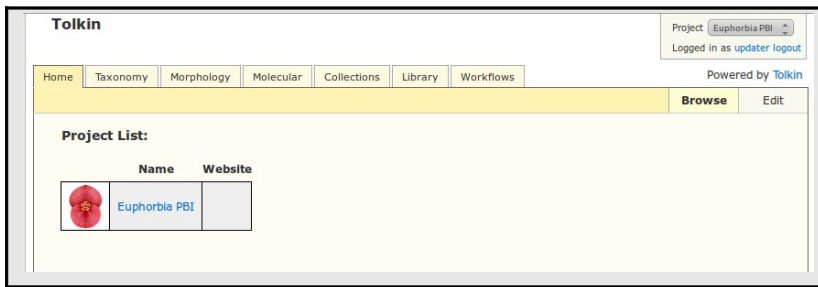 Tolkin
Project Euphorbia PBI
Logged in as updater logout
Home Taxonomy Morphology Molecular Collections Library Workflows
Powered by Tolkin
Browse Edit
Project List:
Name Website
Euphorbia PBI